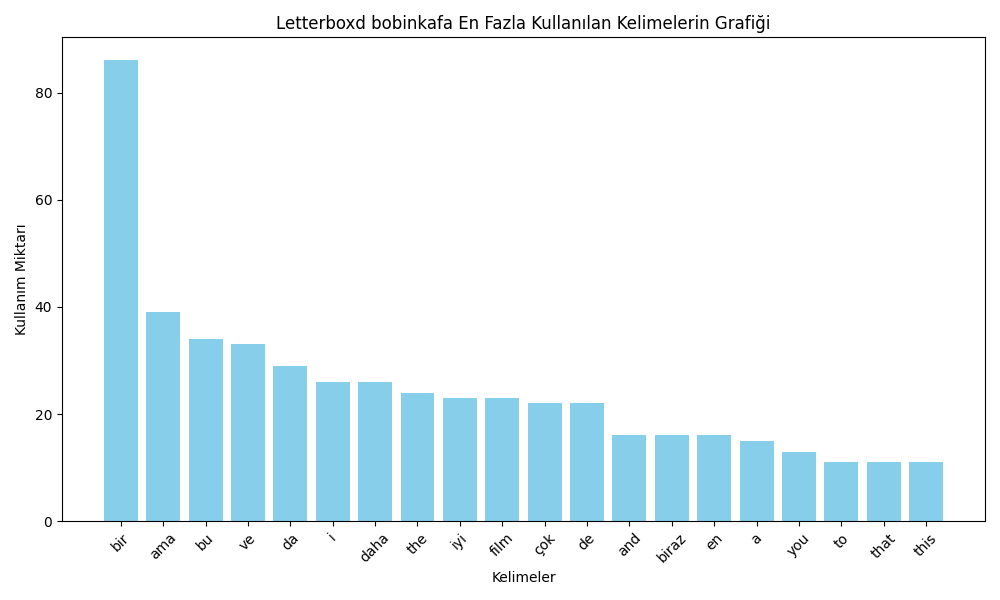 Letterboxd bobinkafa En Fazla Kullanılan Kelimelerin Grafiği
Kullanım Miktarı
80
60
40
20
0
bir ama bu ve da i daha the iyi film çok de and biraz en a you to that this
Kelimeler